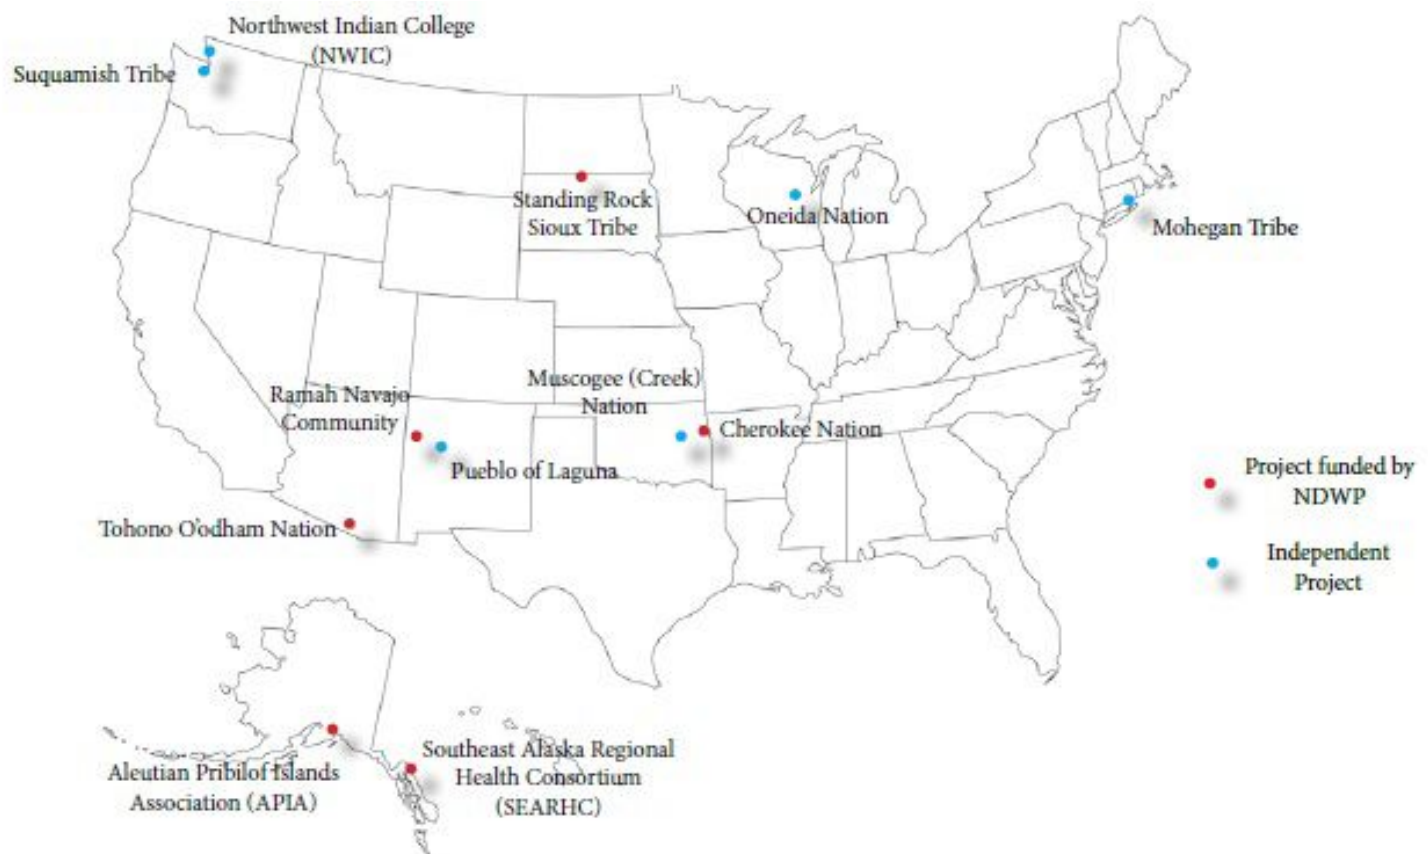 Northwest Indian College
(NWIC)
Suquamish Tribe
Standing Rock
Sioux Tribe
Oneida Nation
Mohegan Tribe
Muscogee (Creek)
Nation
Ramah Navajo
Community
Cherokee Nation
Pueblo of Laguna
Tohono O'odham Nation
Project funded by
NDWP
Independent
Project
Southeast Alaska Regional
Health Consortium
(SEARHC)
Aleutian Pribilof Islands
Association (APIA)